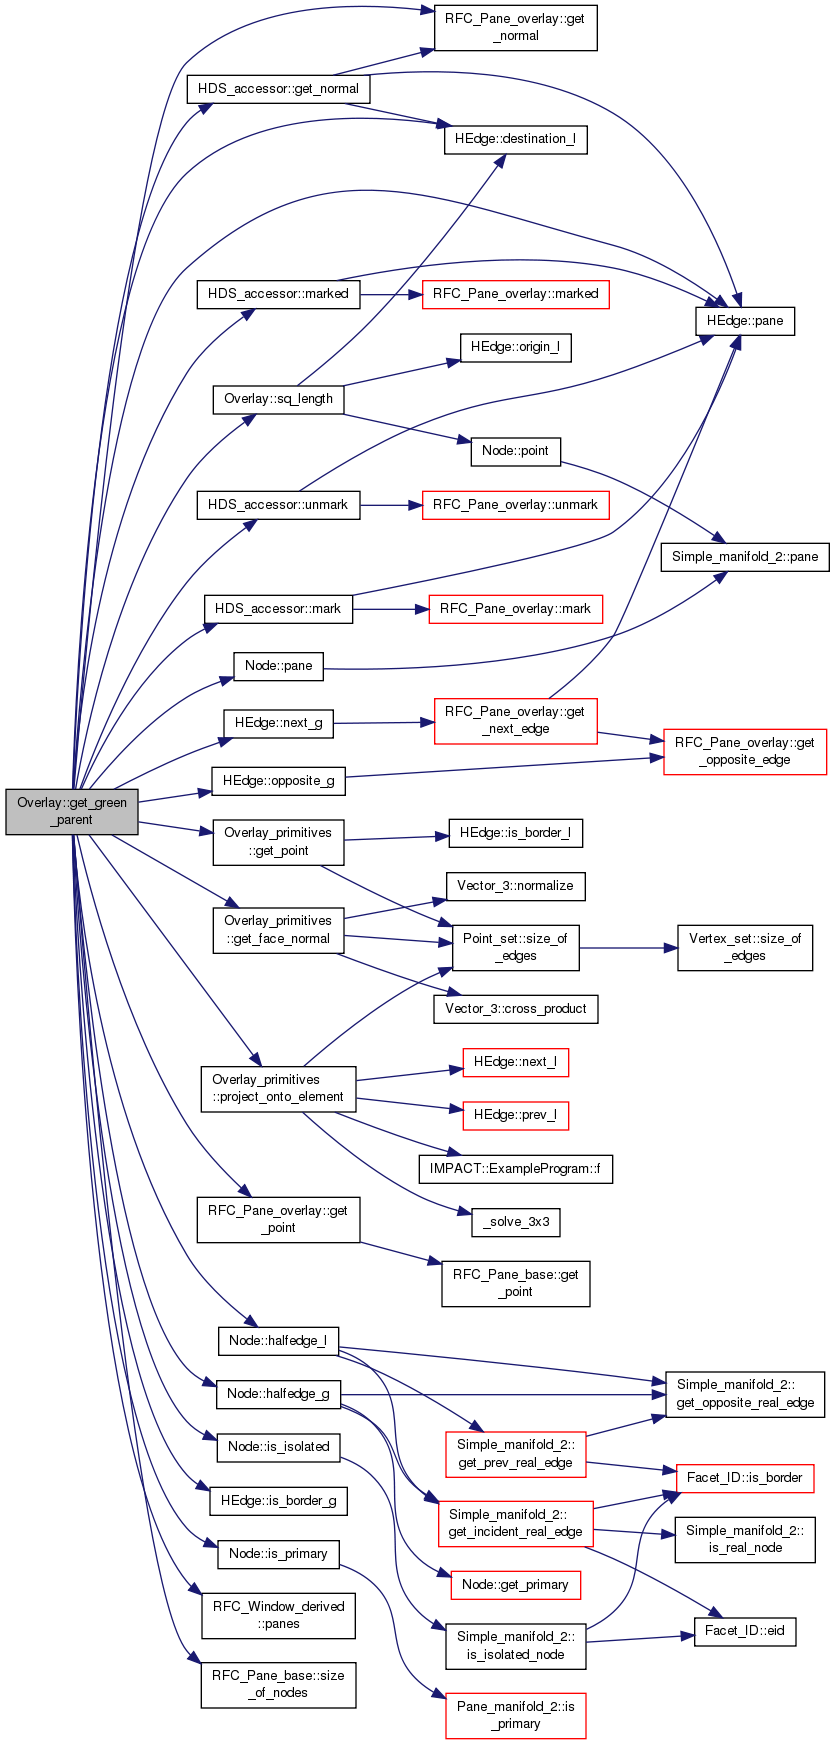 RFC_Pane_overlay::get
_normal
HDS_accessor::get_normal
HEdge::destination_l
HDS_accessor::marked
RFC_Pane_overlay::marked
HEdge::pane
HEdge::origin_l
Overlay::sq_length
Node::point
HDS_accessor::unmark
RFC_Pane_overlay::unmark
Simple_manifold_2::pane
HDS_accessor::mark
RFC_Pane_overlay::mark
Node::pane
HEdge::next_g
RFC_Pane_overlay::get
_next_edge
RFC_Pane_overlay::get
_opposite_edge
HEdge::opposite_g
Overlay::get_green
_parent
Overlay_primitives
::get_point
HEdge::is_border_l
Vector_3::normalize
Overlay_primitives
::get_face_normal
Point_set::size_of
_edges
Vertex_set::size_of
_edges
Vector_3::cross_product
Overlay_primitives
::project_onto_element
HEdge::next_l
HEdge::prev_l
IMPACT::ExampleProgram::f
_solve_3x3
RFC_Pane_overlay::get
_point
RFC_Pane_base::get
_point
Node::halfedge_l
Node::halfedge_g
Simple_manifold_2::
get_opposite_real_edge
Node::is_isolated
Simple_manifold_2::
get_prev_real_edge
Facet_ID::is_border
HEdge::is_border_g
Simple_manifold_2::
get_incident_real_edge
Simple_manifold_2::
is_real_node
Node::is_primary
Node::get_primary
RFC_Window_derived
::panes
Simple_manifold_2::
is_isolated_node
Facet_ID::eid
RFC_Pane_base::size
_of_nodes
Pane_manifold_2::is
_primary